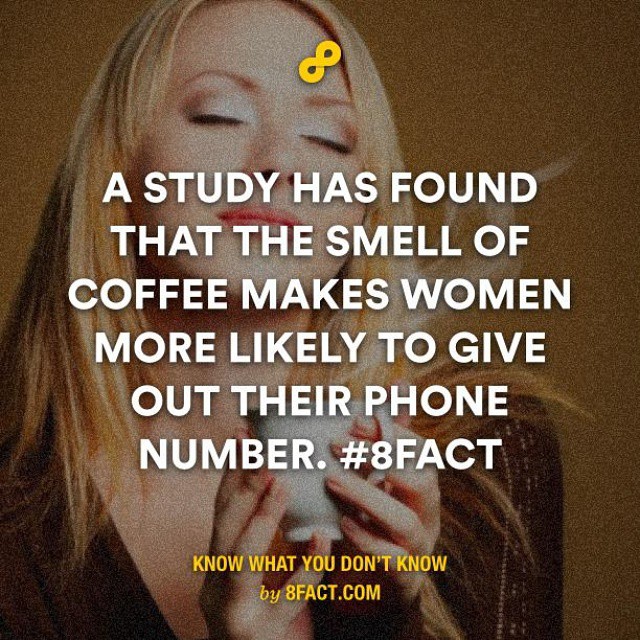 A STUDY HAS FOUND
THAT THE SMELL OF
COFFEE MAKES WOMEN
MORE LIKELY TO GIVE
OUT THEIR PHONE
NUMBER. #8FACT
KNOW WHAT YOU DON'T KNOW
by 8FACT.COM